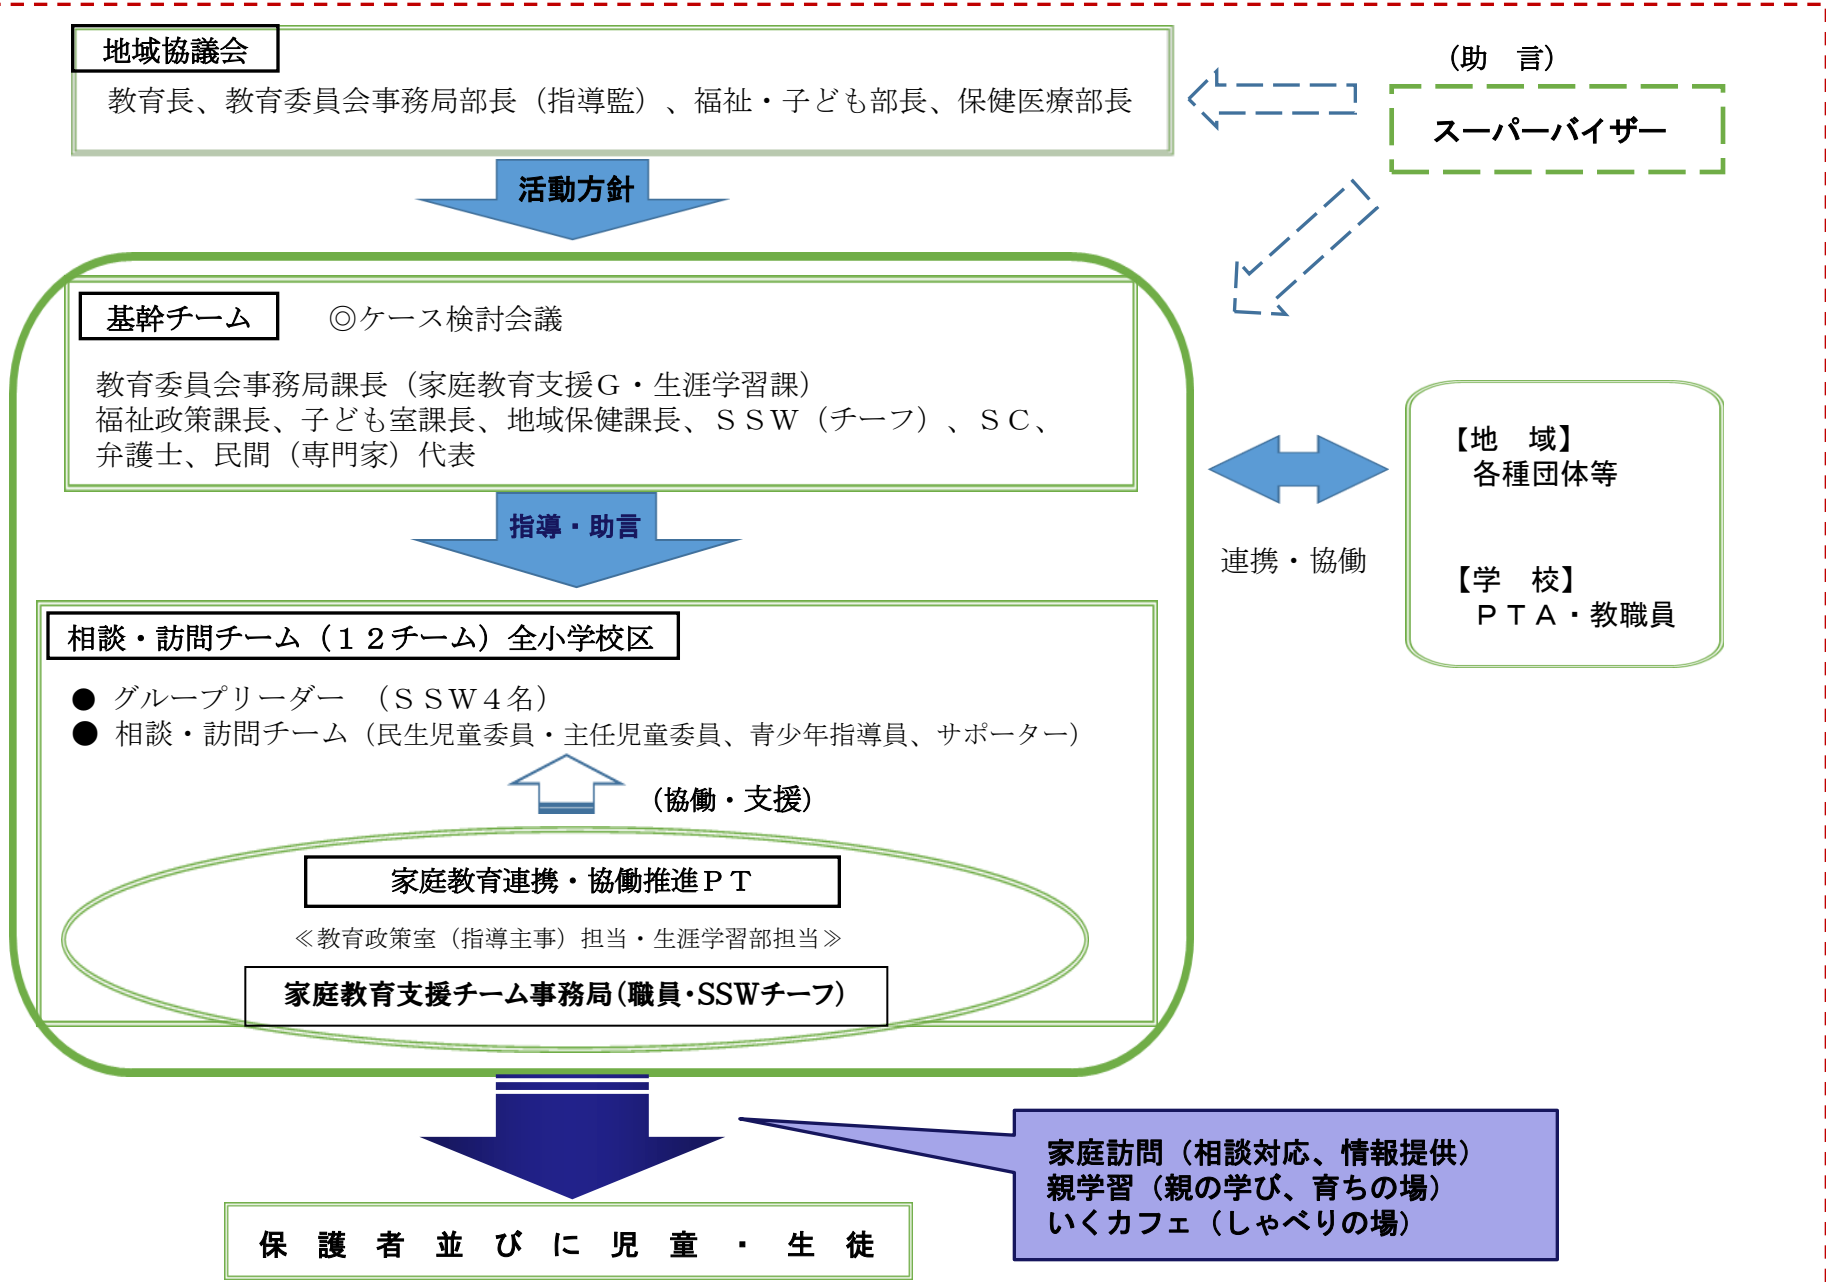 地域協議会
教育長、教育委員会事務局部長（指導監）、福祉・子ども部長、保健医療部長
（助　言）
スーパーバイザー
活動方針
基幹チーム　◎ケース検討会議
教育委員会事務局課長（家庭教育支援Ｇ・生涯学習課）
福祉政策課長、子ども室課長、地域保健課長、ＳＳＷ（チーフ）、ＳＣ、
弁護士、民間（専門家）代表
指導・助言
連携・協働
【地　域】
各種団体等
【学　校】
ＰＴＡ・教職員
相談・訪問チーム（１２チーム）全小学校区
● グループリーダー　（ＳＳＷ４名）
● 相談・訪問チーム（民生児童委員・主任児童委員、青少年指導員、サポーター）
（協働・支援）
家庭教育連携・協働推進ＰＴ
≪教育政策室（指導主事）担当・生涯学習部担当≫
家庭教育支援チーム事務局（職員・SSWチーフ）
家庭訪問（相談対応、情報提供）
親学習（親の学び、育ちの場）
いくカフェ（しゃべりの場）
保 護 者 並 び に 児 童 ・ 生 徒